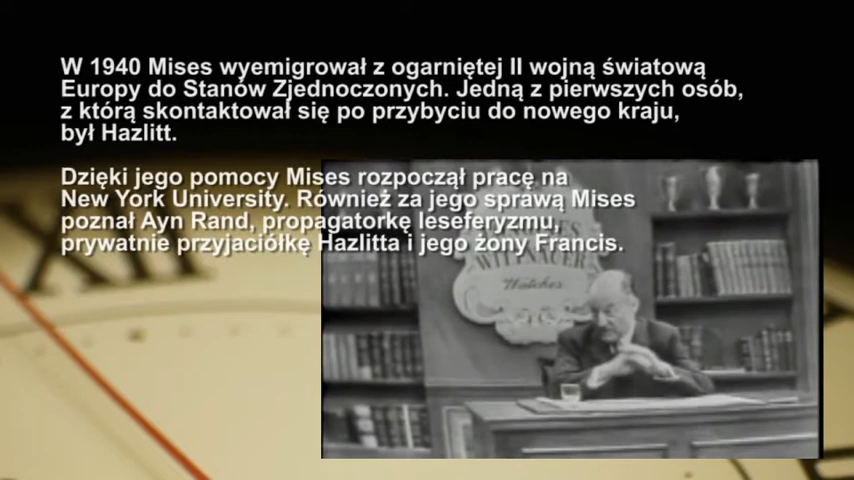 W 1940 Mises wyemigrował z ogarniętej II wojną światową
Europy do Stanów Zjednoczonych. Jedną z pierwszych osób,
z którą skontaktował się po przybyciu do nowego kraju,
był Hazlitt.
Dzięki jego pomocy Mises rozpoczął pracę na
New York University. Również za jego sprawą Mises
poznał Ayn Rand, propagatorkę leseferyzmu,
prywatnie przyjaciółkę Hazlitta i jego żony Francis.
WITTNAUER
Watches
XII